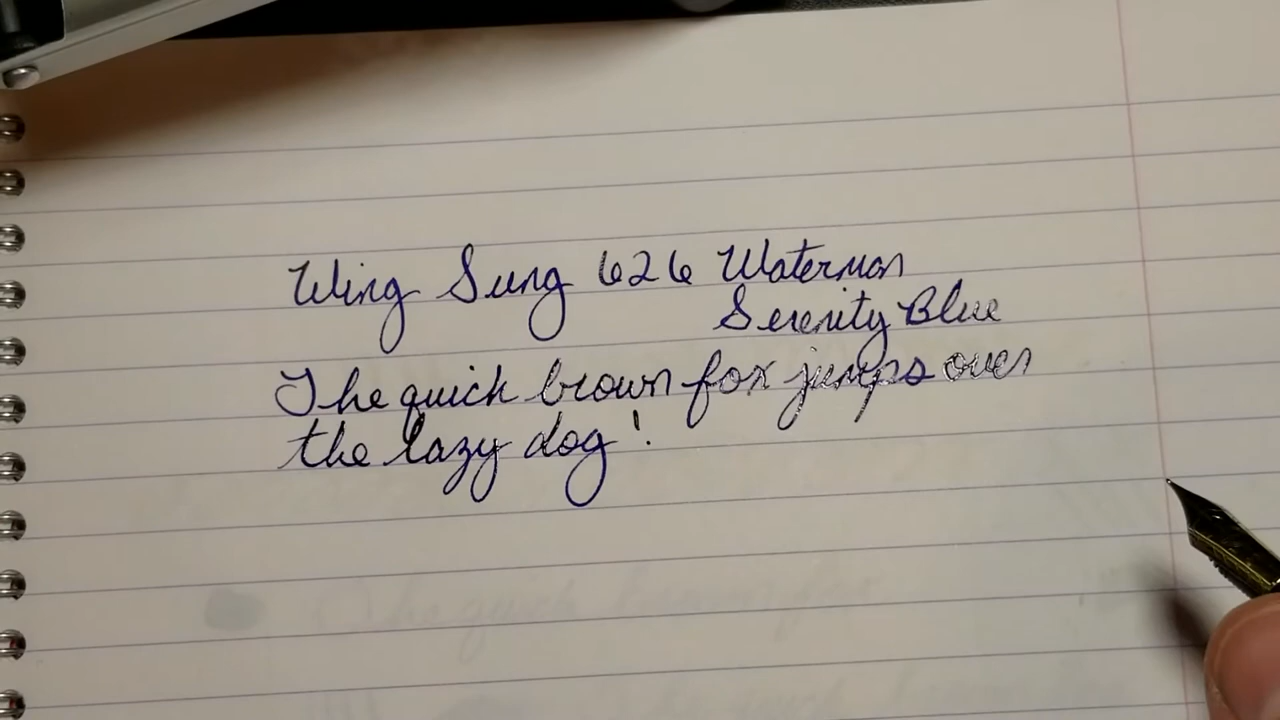 Wing Sung 626 Waterman
Serenity Blue
The quick brown fox jumps over
the lazy dog!